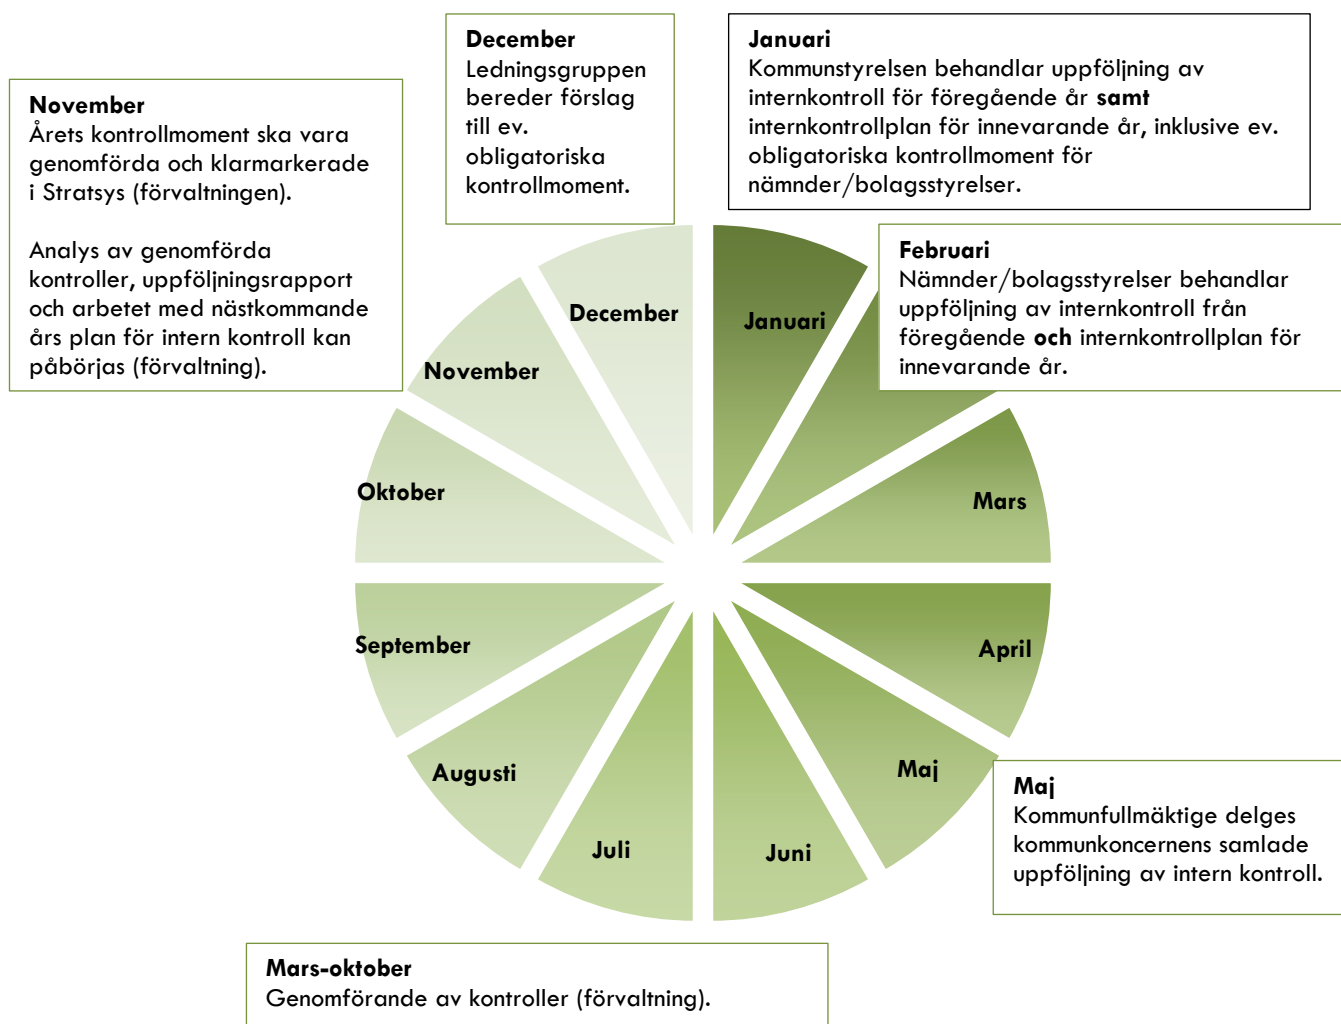 December
Ledningsgruppen
bereder förslag
till ev.
obligatoriska
kontrollmoment.
Januari
Kommunstyrelsen behandlar uppföljning av
internkontroll för föregående år samt
internkontrollplan för innevarande år, inklusive ev.
obligatoriska kontrollmoment för
nämnder/bolagsstyrelser.
November
Årets kontrollmoment ska vara
genomförda och klarmarkerade
i Stratsys (förvaltningen).
Analys av genomförda
kontroller, uppföljningsrapport
och arbetet med nästkommande
års plan för intern kontroll kan
påbörjas (förvaltning).
Februari
Nämnder/bolagsstyrelser behandlar
uppföljning av internkontroll från
föregående och internkontrollplan för
innevarande år.
December
Januari
November
Oktober
Mars
September
April
Augusti
Maj
Juli
Juni
Maj
Kommunfullmäktige delges
kommunkoncernens samlade
uppföljning av intern kontroll.
Mars-oktober
Genomförande av kontroller (förvaltning).